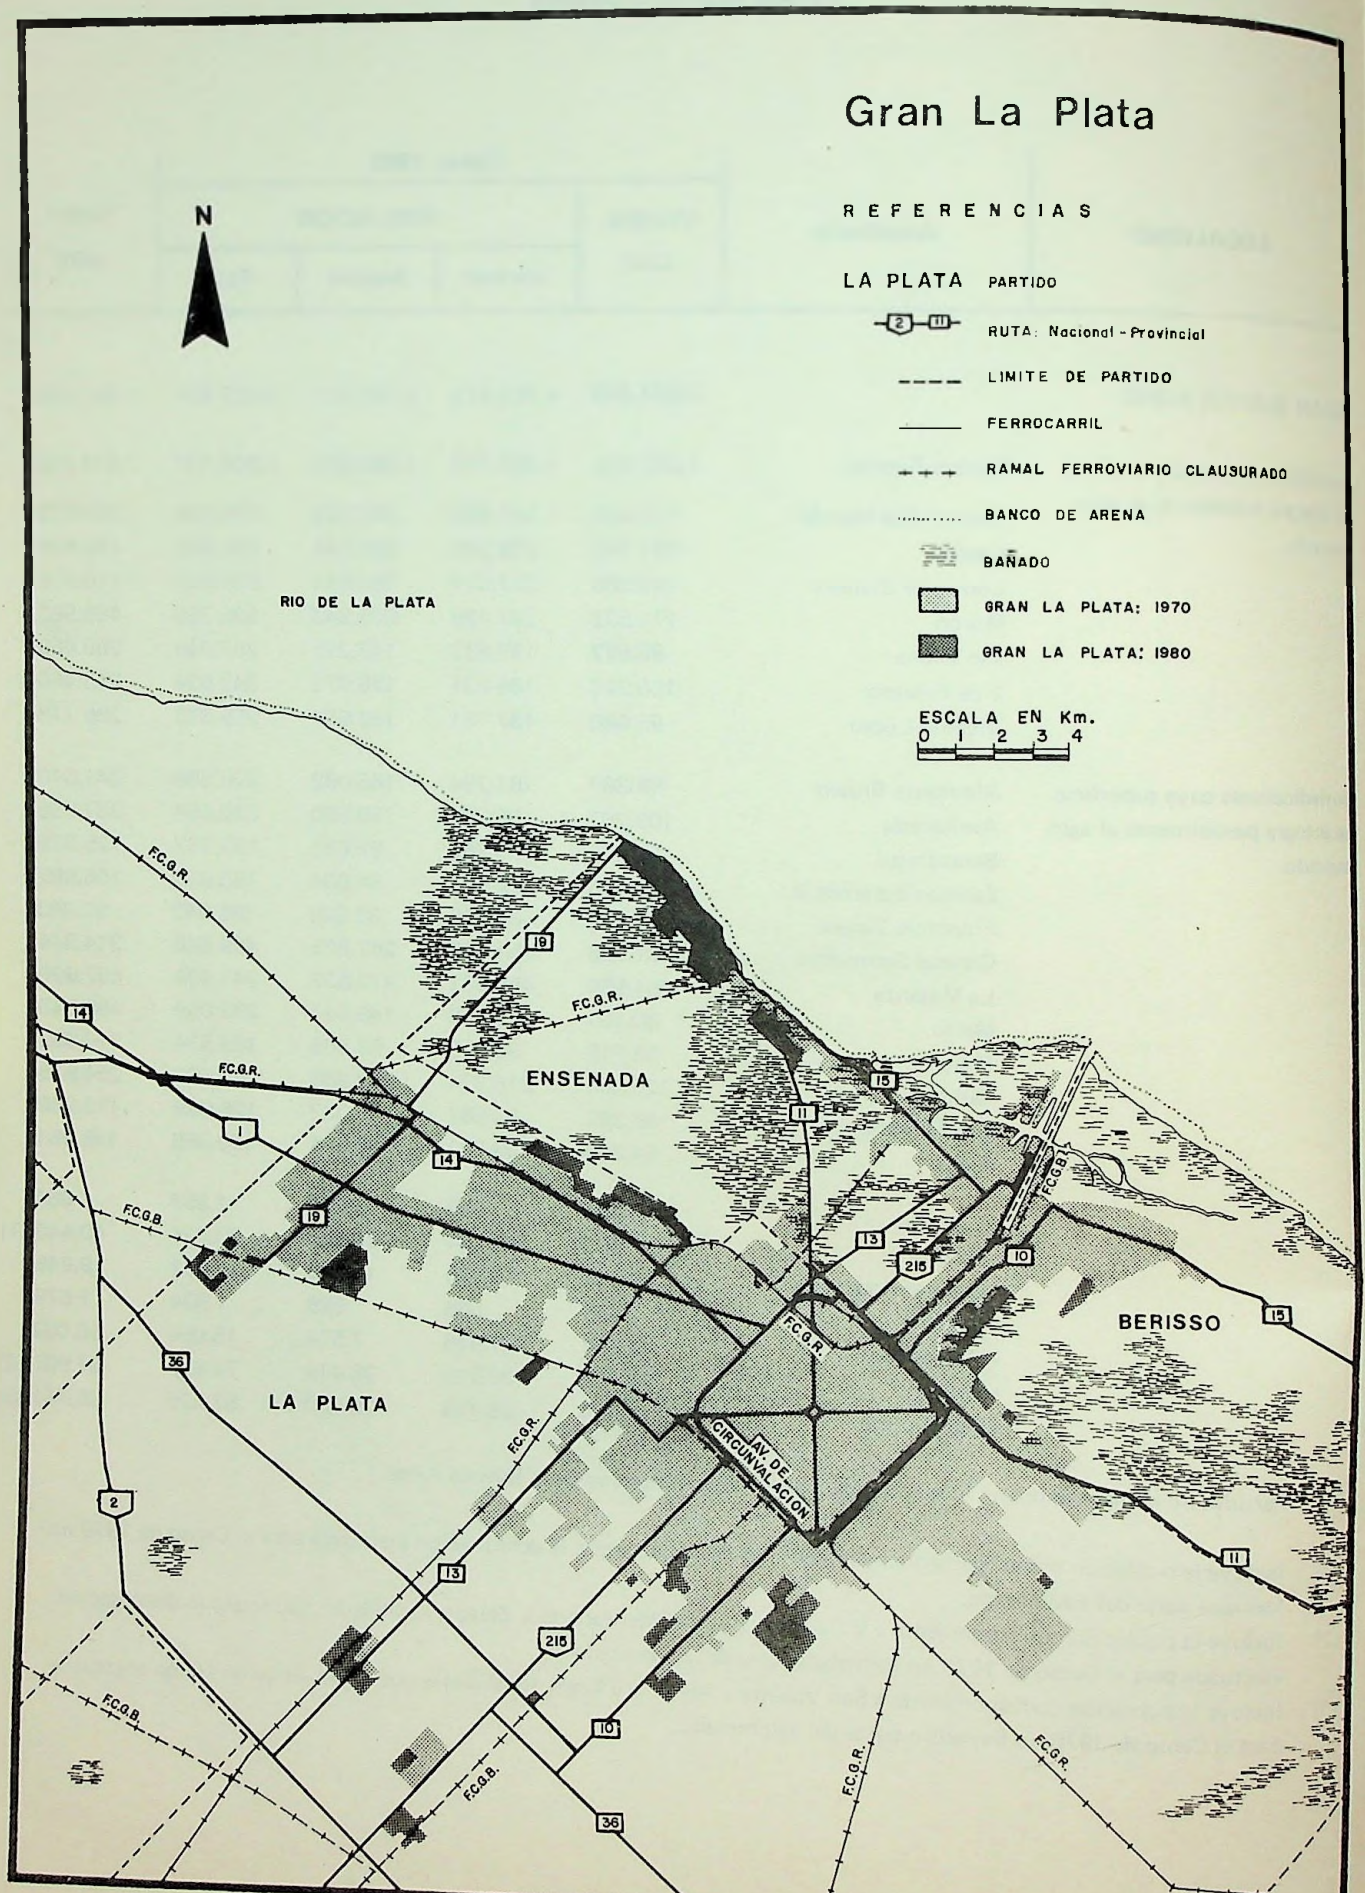 Gran La Plata
N
REFERENCIAS
LA PLATA PARTIDO
2 11 RUTA: Nacional - Provincial
LIMITE DE PARTIDO
FERROCARRIL
RAMAL FERROVIARIO CLAUSURADO
BANCO DE ARENA
BAÑADO
GRAN LA PLATA: 1970
GRAN LA PLATA: 1980
ESCALA EN Km.
0 1 2 3 4
RIO DE LA PLATA
F.C.G.R.
19
F.C.G.R.
14
F.C.G.R.
ENSENADA
15
11
1
14
F.C.G.B.
19
F.C.G.B.
13
215
10
15
BERISSO
F.C.G.R.
36
LA PLATA
F.C.G.R.
AV. DE
CIRCUNVALACION
2
11
13
215
10
F.C.G.B.
F.C.G.B.
F.C.G.R.
F.C.G.R.
36